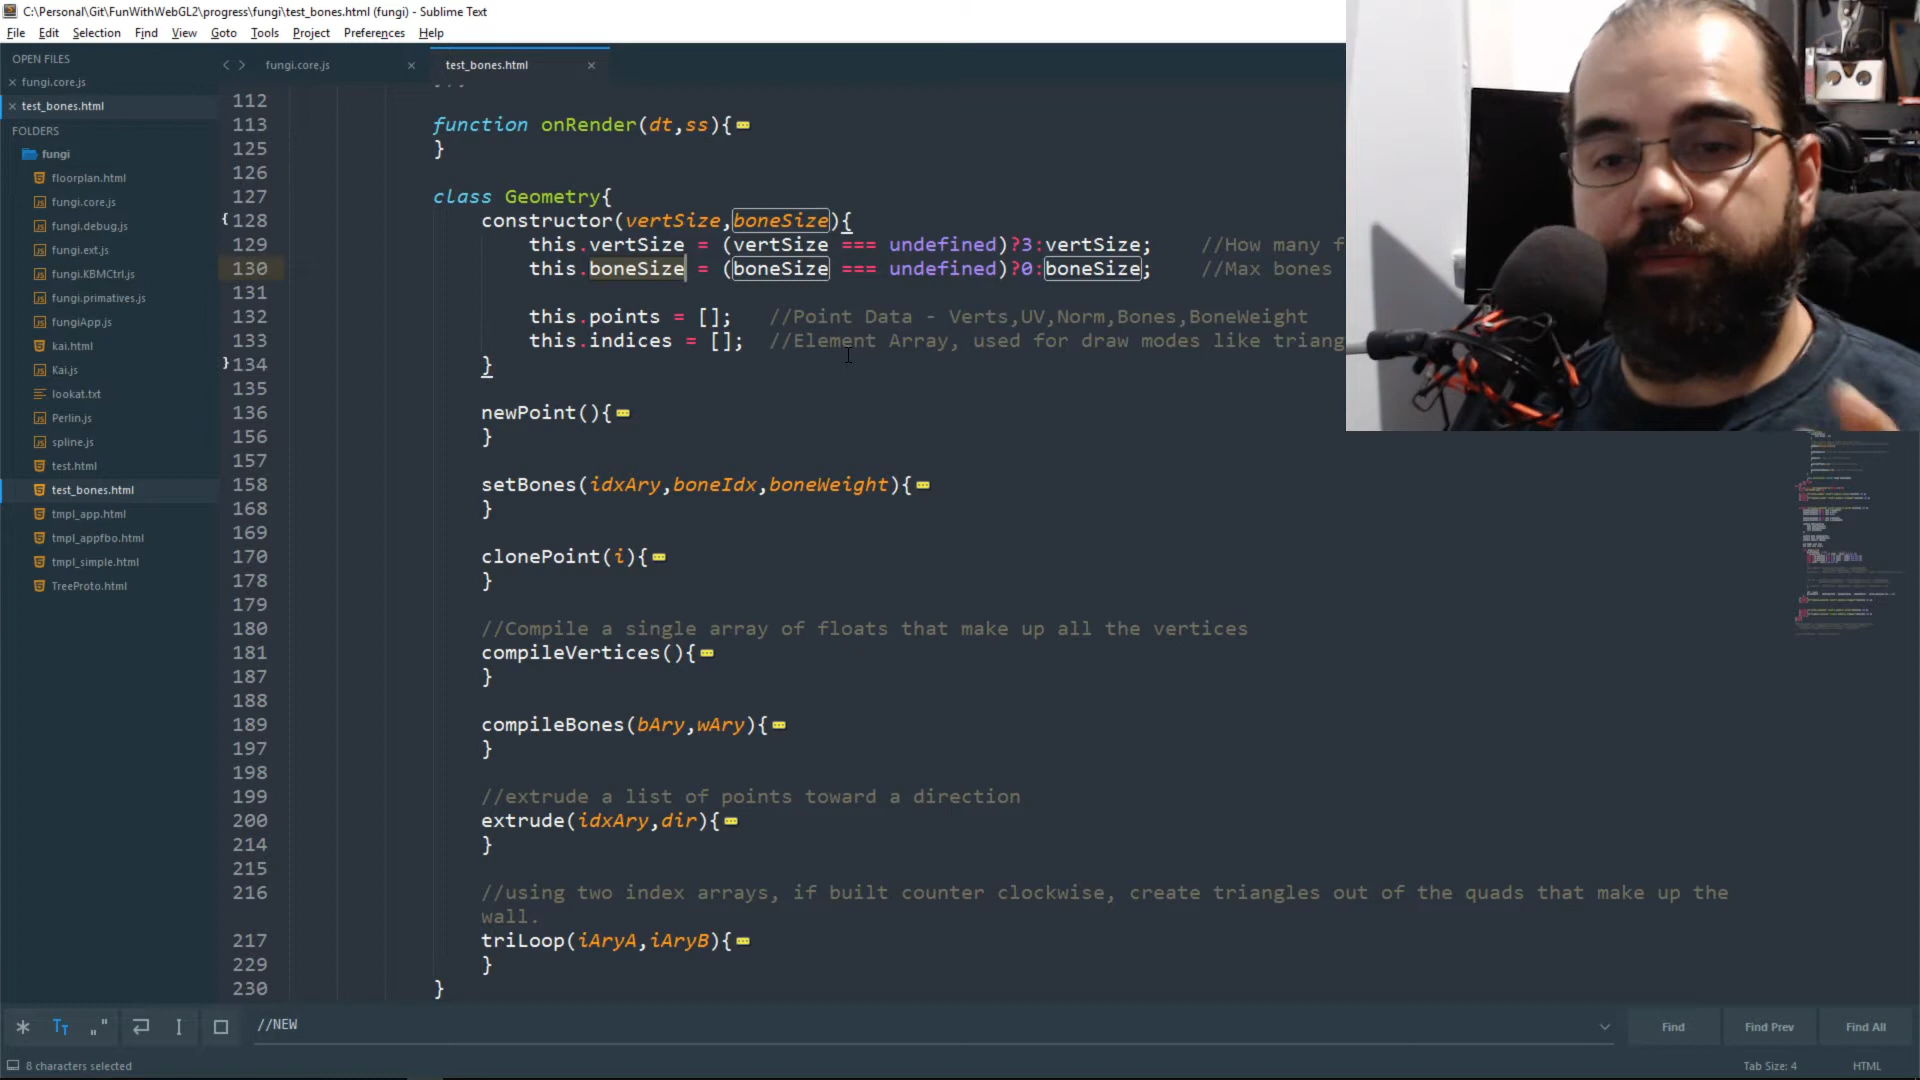 C:\Personal\Git\FunWithWebGL2\progress\fungi\test_bones.html (fungi) - Sublime Text
File Edit Selection Find View Goto Tools Project Preferences Help
OPEN FILES
fungi.core.js
test_bones.html
FOLDERS
fungi
floorplan.html
fungi.core.js
fungi.debug.js
fungi.ext.js
fungi.KBMCtrl.js
fungi.primatives.js
fungiApp.js
kai.html
Kai.js
lookat.txt
Perlin.js
spline.js
test.html
test_bones.html
tmpl_app.html
tmpl_appfbo.html
tmpl_simple.html
TreeProto.html
fungi.core.js
test_bones.html
112
113 function onRender(dt,ss){
125 }
126
127 class Geometry{
128 constructor(vertSize,boneSize){
129 this.vertSize = (vertSize === undefined)?3:vertSize; //How many f
130 this.boneSize = (boneSize === undefined)?0:boneSize; //Max bones
131
132 this.points = []; //Point Data - Verts,UV,Norm,Bones,BoneWeight
133 this.indices = []; //Element Array, used for draw modes like triang
134 }
135
136 newPoint(){
156 }
157
158 setBones(idxAry,boneIdx,boneWeight){
168 }
169
170 clonePoint(i){
178 }
179
180 //Compile a single array of floats that make up all the vertices
181 compileVertices(){
187 }
188
189 compileBones(bAry,wAry){
197 }
198
199 //extrude a list of points toward a direction
200 extrude(idxAry,dir){
214 }
215
216 //using two index arrays, if built counter clockwise, create triangles out of the quads that make up the
wall.
217 triLoop(iAryA,iAryB){
229 }
230 }
//NEW
Find Find Prev Find All
8 characters selected
Tab Size: 4 HTML